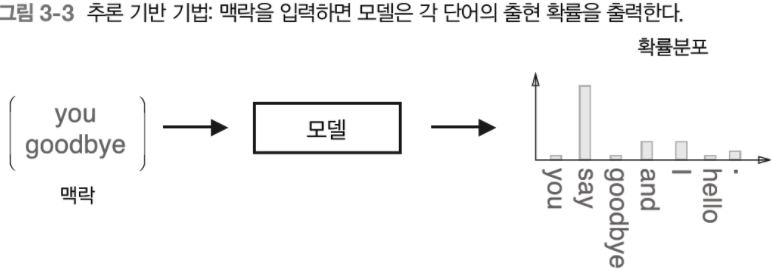 그림 3-3 추론 기반 기법: 맥락을 입력하면 모델은 각 단어의 출현 확률을 출력한다.
확률분포
you
goodbye
맥락
모델
you
say
goodbye
and
I
hello
.